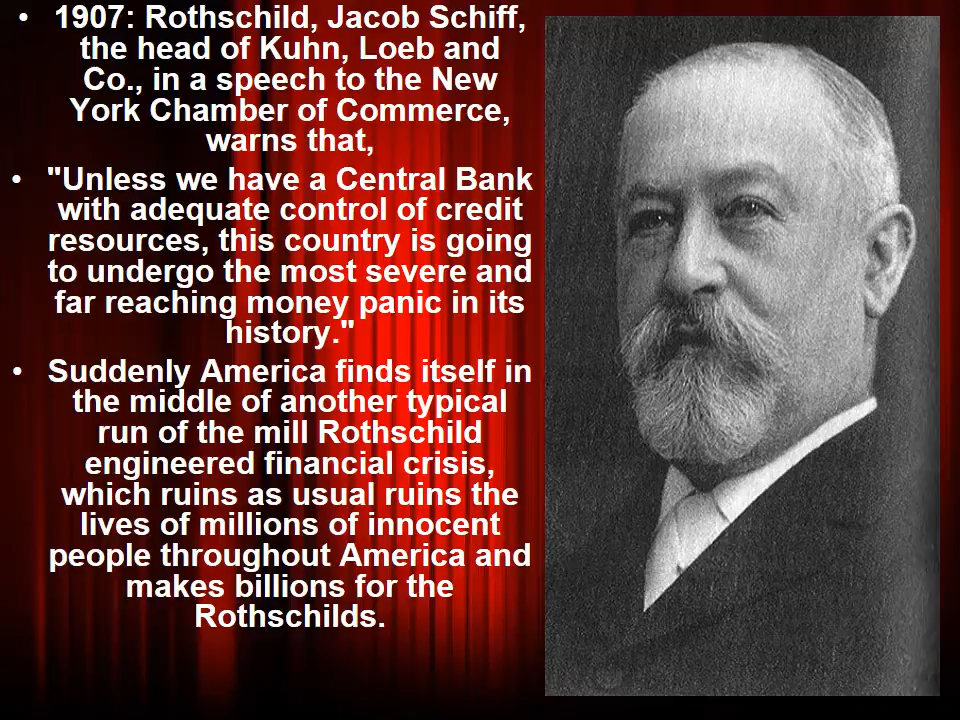 • 1907: Rothschild, Jacob Schiff,
the head of Kuhn, Loeb and
Co., in a speech to the New
York Chamber of Commerce,
warns that,
• "Unless we have a Central Bank
with adequate control of credit
resources, this country is going
to undergo the most severe and
far reaching money panic in its
history."
• Suddenly America finds itself in
the middle of another typical
run of the mill Rothschild
engineered financial crisis,
which ruins as usual ruins the
lives of millions of innocent
people throughout America and
makes billions for the
Rothschilds.